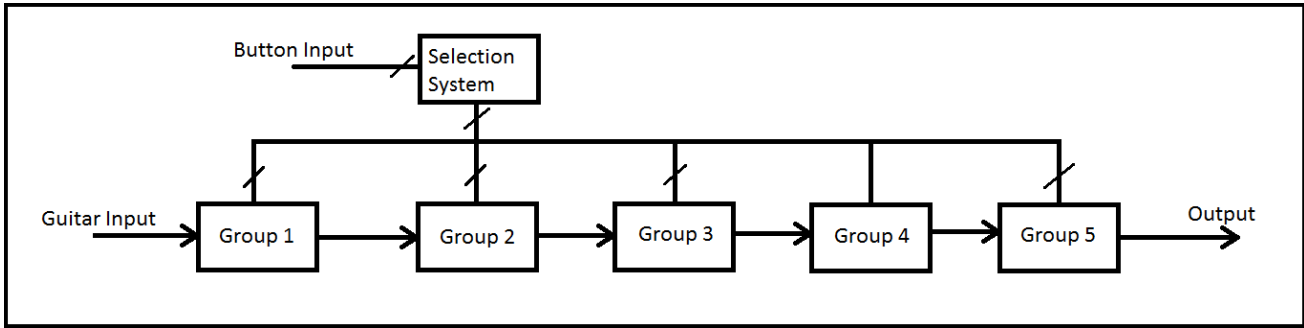 Button Input
Selection
System
Guitar Input
Group 1
Group 2
Group 3
Group 4
Group 5
Output